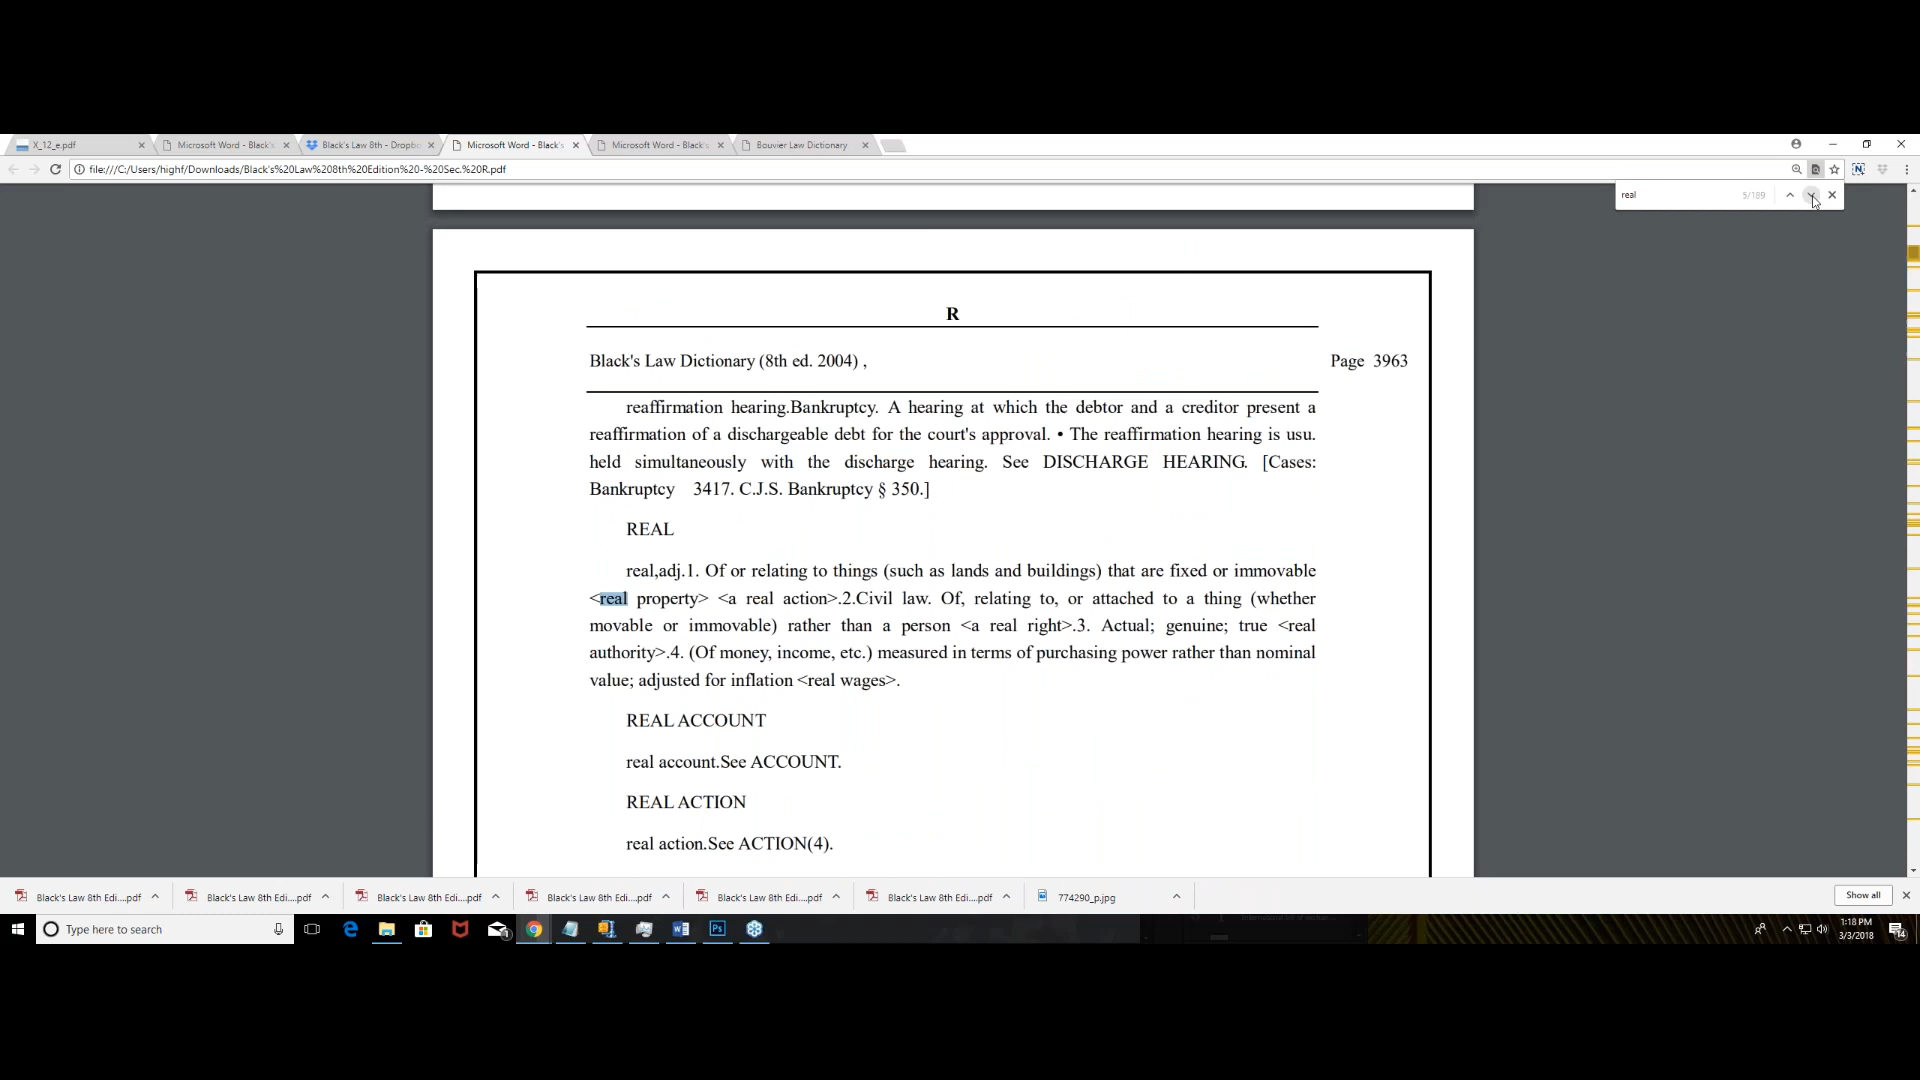 X_12_e.pdf
Microsoft Word - Black's
Black's Law 8th - Dropb
Microsoft Word - Black's
Microsoft Word - Black's
Bouvier Law Dictionary
file:///C:/Users/highf/Downloads/Black's%20Law%208th%20Edition%20-%20Sec.%20R.pdf
real 5/189
R
Black's Law Dictionary (8th ed. 2004) , Page 3963
reaffirmation hearing.Bankruptcy. A hearing at which the debtor and a creditor present a
reaffirmation of a dischargeable debt for the court's approval. • The reaffirmation hearing is usu.
held simultaneously with the discharge hearing. See DISCHARGE HEARING. [Cases:
Bankruptcy 3417. C.J.S. Bankruptcy § 350.]
REAL
real,adj.1. Of or relating to things (such as lands and buildings) that are fixed or immovable
<real property> <a real action>.2.Civil law. Of, relating to, or attached to a thing (whether
movable or immovable) rather than a person <a real right>.3. Actual; genuine; true <real
authority>.4. (Of money, income, etc.) measured in terms of purchasing power rather than nominal
value; adjusted for inflation <real wages>.
REAL ACCOUNT
real account.See ACCOUNT.
REAL ACTION
real action.See ACTION(4).
Black's Law 8th Edi....pdf
Black's Law 8th Edi....pdf
Black's Law 8th Edi....pdf
Black's Law 8th Edi....pdf
Black's Law 8th Edi....pdf
Black's Law 8th Edi....pdf
774290_p.jpg
Show all
Type here to search
1:18 PM
3/3/2018
14